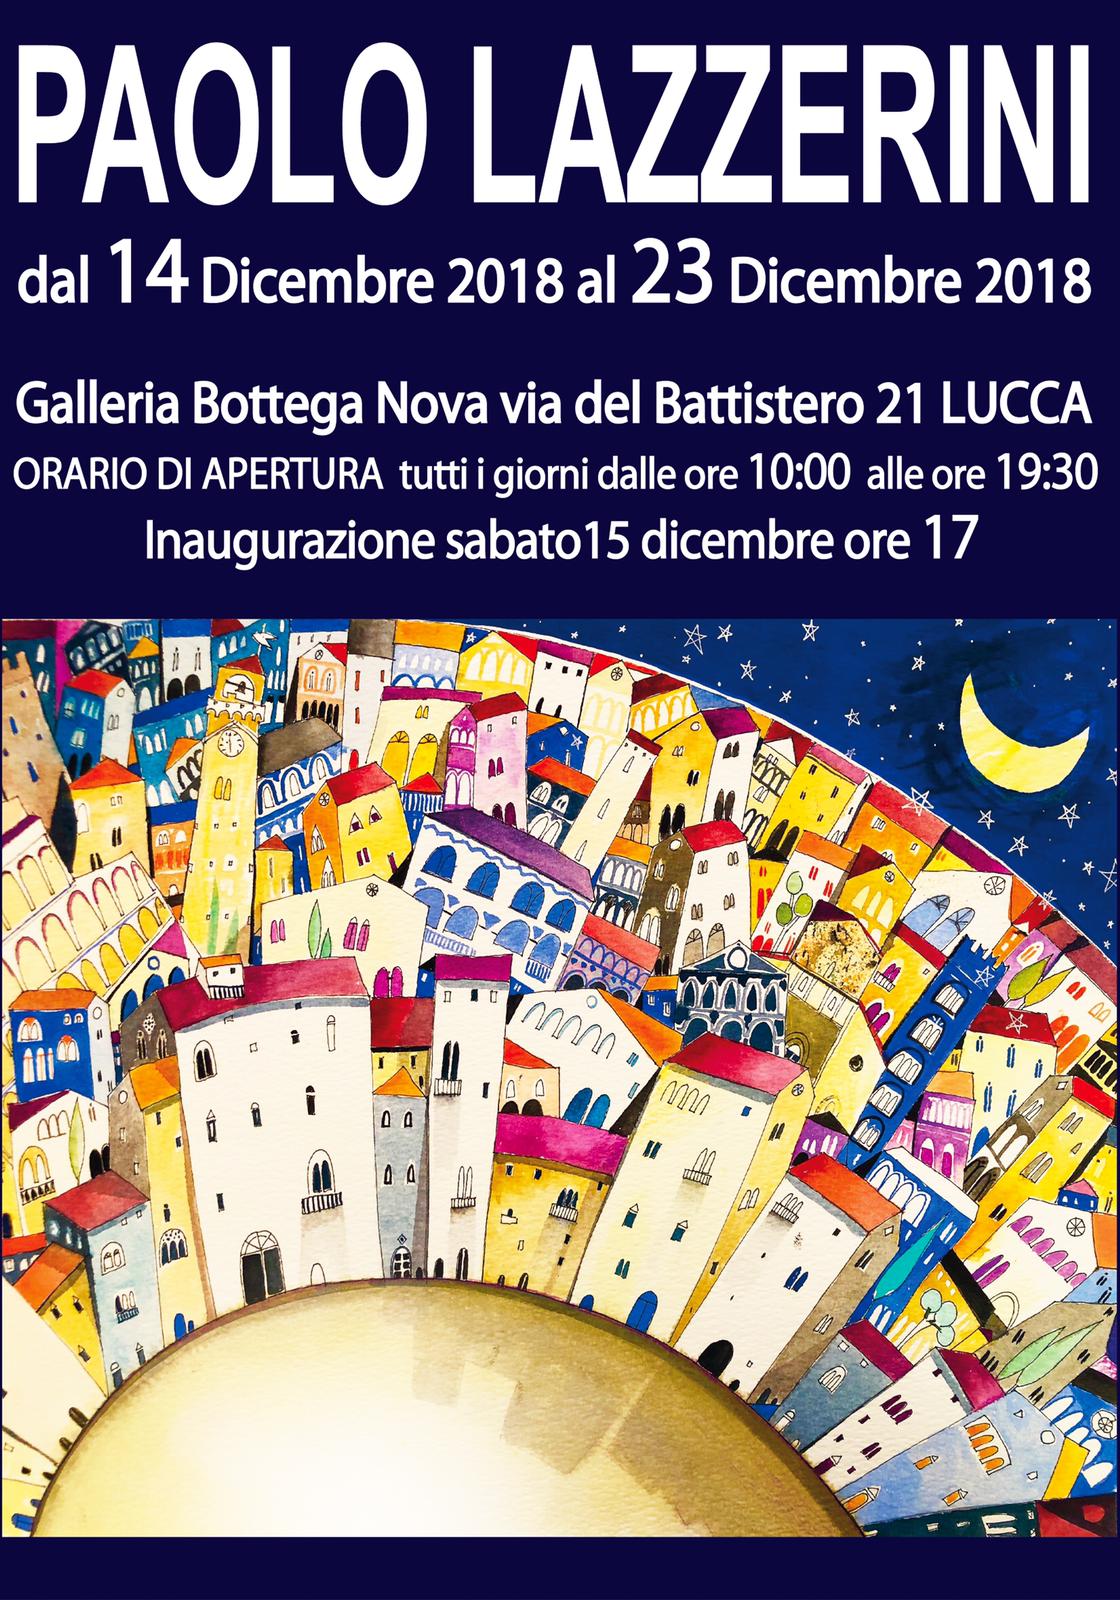 PAOLO LAZZERINI
dal 14 Dicembre 2018 al 23 Dicembre 2018
Galleria Bottega Nova via del Battistero 21 LUCCA
ORARIO DI APERTURA tutti i giorni dalle ore 10:00 alle ore 19:30
Inaugurazione sabato15 dicembre ore 17